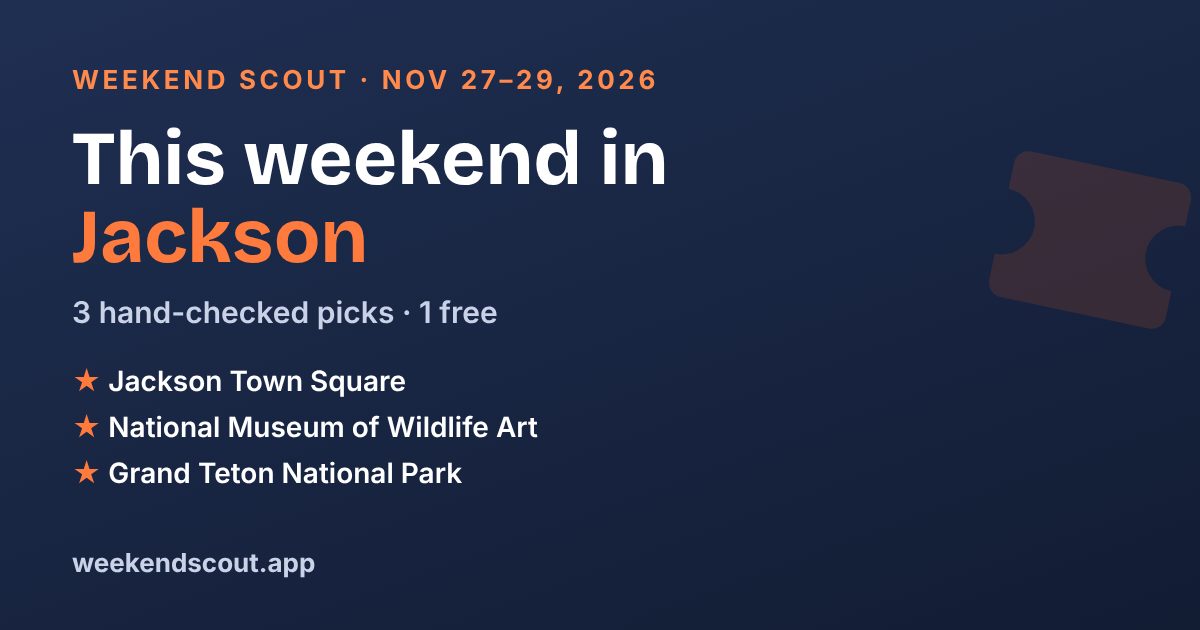 WEEKEND SCOUT · NOV 27–29, 2026
This weekend in
Jackson
3 hand-checked picks · 1 free
★ Jackson Town Square
★ National Museum of Wildlife Art
★ Grand Teton National Park
weekendscout.app